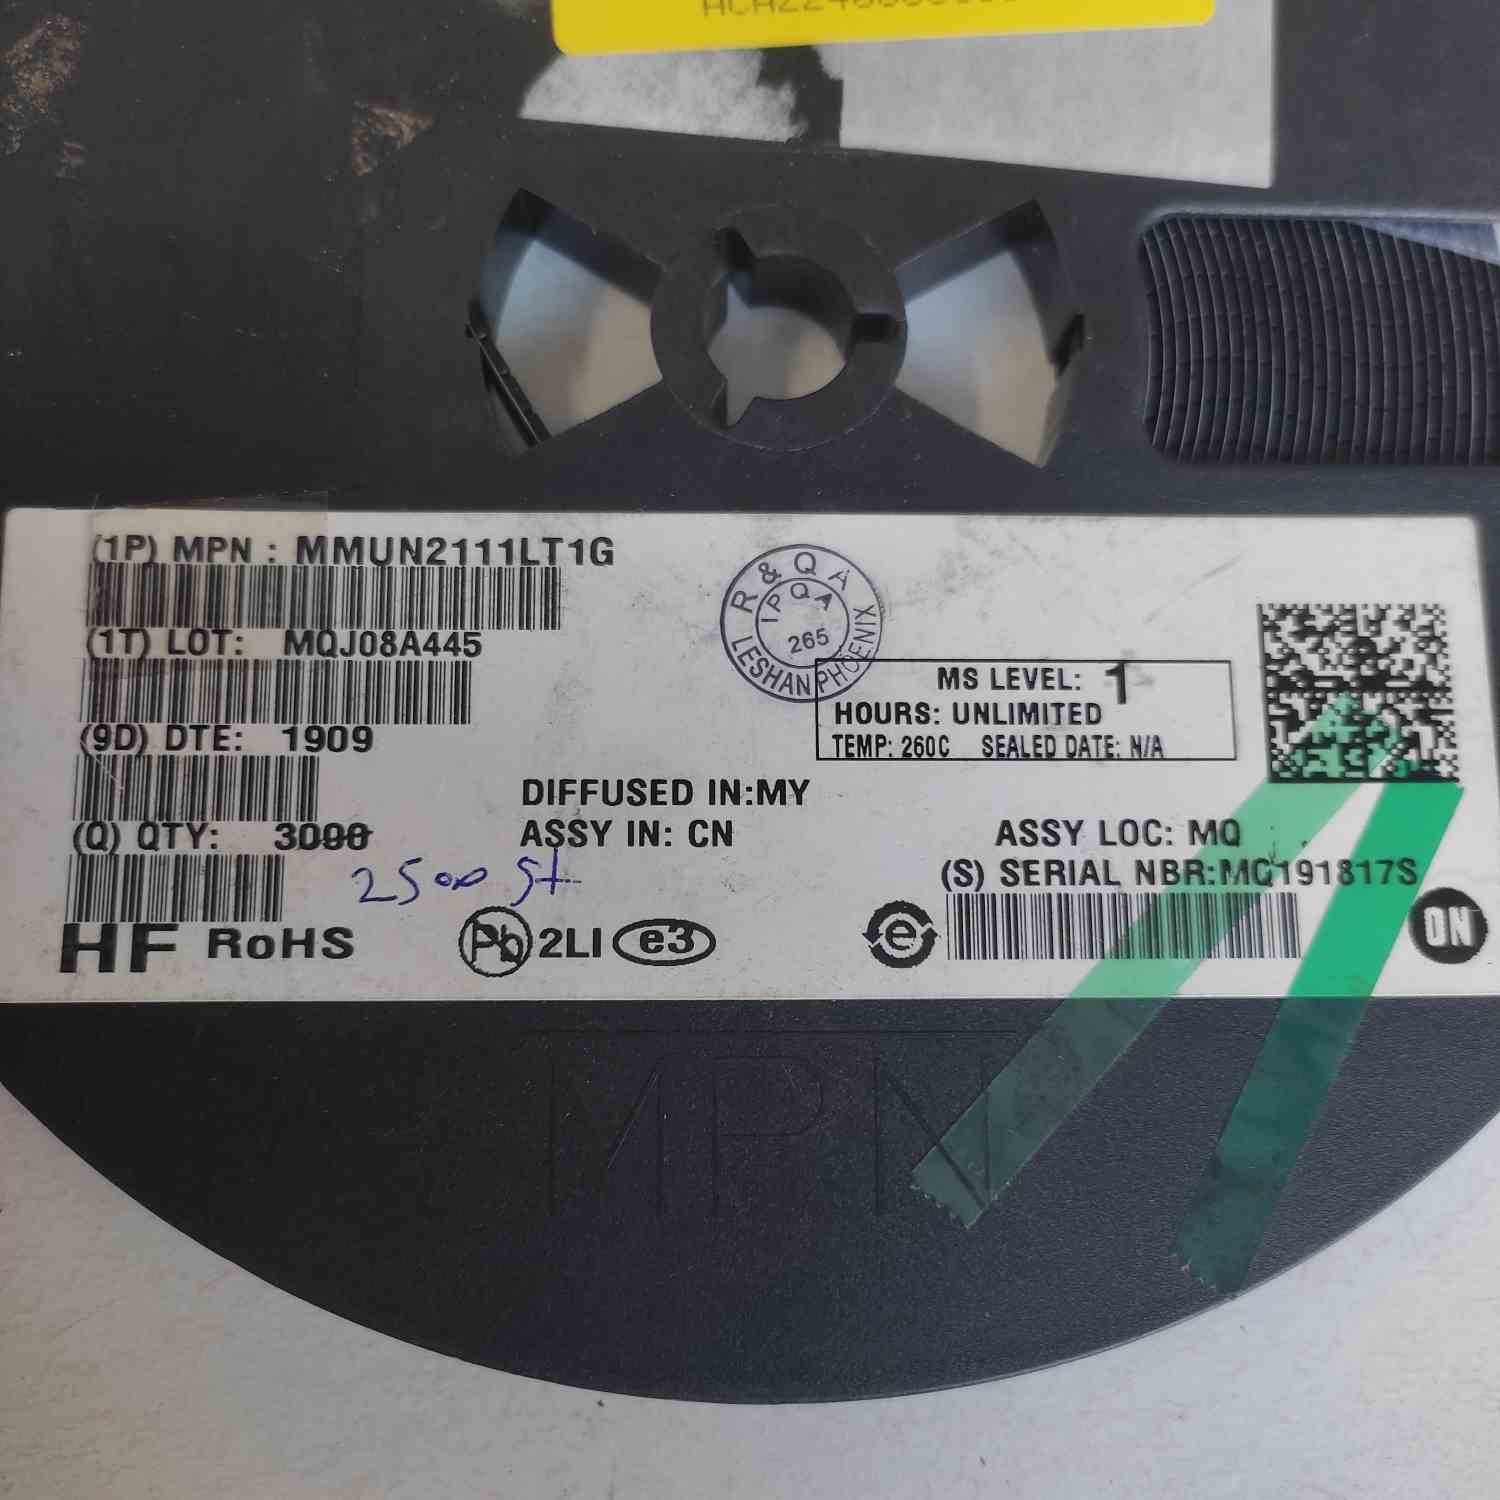 (1P) MPN : MMUN2111LT1G
(1T) LOT: MQJ08A445
(9D) DTE: 1909
(Q) QTY: 3000
2500 st
HF RoHS
Pb 2LI e3
DIFFUSED IN:MY
ASSY IN: CN
R & Q A
IPQA
265
LESHAN PHOENIX
MS LEVEL: 1
HOURS: UNLIMITED
TEMP: 260C SEALED DATE: N/A
ASSY LOC: MQ
(S) SERIAL NBR:MQ191817S
e
ON
MPN